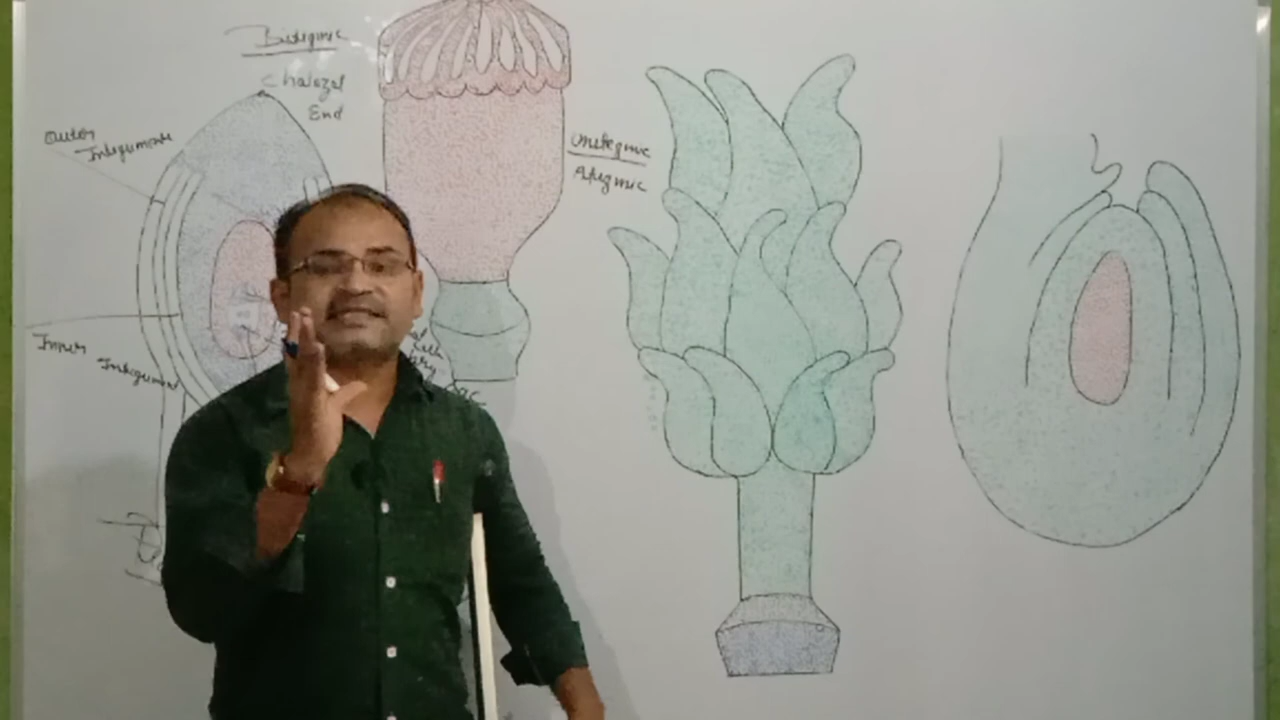 Bitegmic
Chalazal
End
Outer
Integument
Unitegmic
Ategmic
Inner
Integument